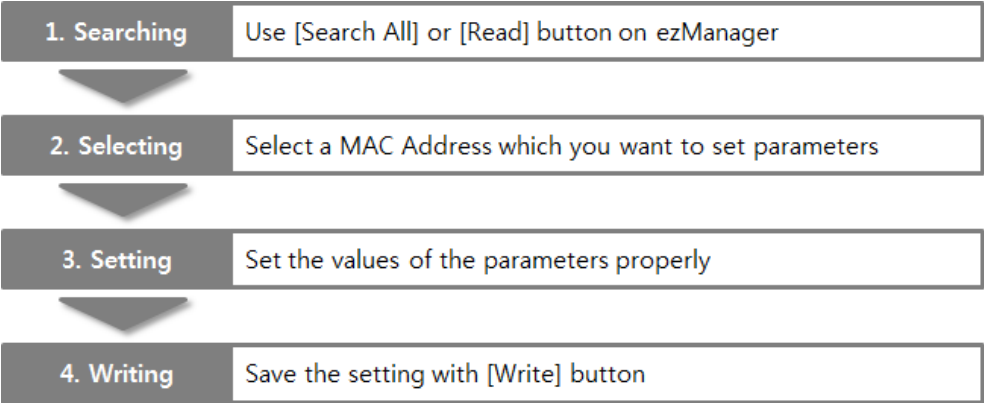 1. Searching
Use [Search All] or [Read] button on ezManager
2. Selecting
Select a MAC Address which you want to set parameters
3. Setting
Set the values of the parameters properly
4. Writing
Save the setting with [Write] button